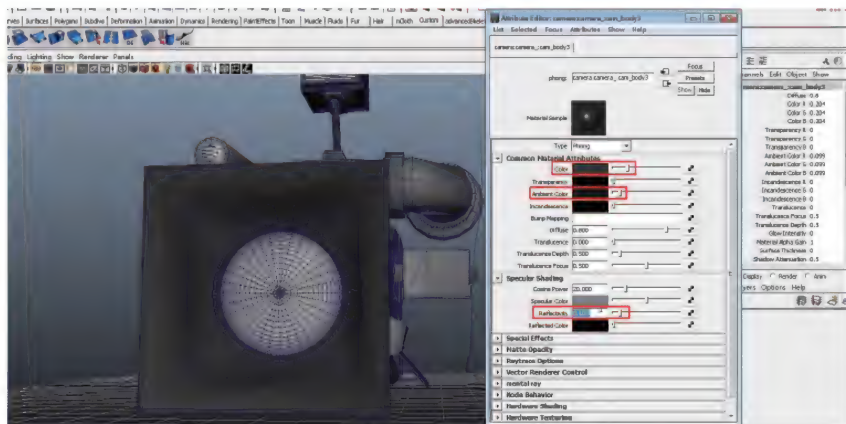 Surfaces | Polygons | Subdivs | Deformation | Animation | Dynamics | Rendering | PaintEffects | Toon | Muscle | Fluids | Fur | Hair | nCloth | Custom
Lighting Show Renderer Panels
Attribute Editor: camera:camera_cam_body3
List Selected Focus Attributes Show Help
camera:camera_cam_body3
phong: camera:camera_cam_body3
Focus
Presets
Show Hide
Material Sample
Type Phong
Common Material Attributes
Color
Transparency
Ambient Color
Incandescence
Bump Mapping
Diffuse 0.800
Translucence 0.000
Translucence Depth 0.500
Translucence Focus 0.500
Specular Shading
Cosine Power 20.000
Specular Color
Reflectivity
Reflected Color
Special Effects
Matte Opacity
Raytrace Options
Vector Renderer Control
mental ray
Node Behavior
Hardware Shading
Hardware Texturing
Edit Object Show
Diffuse 0.8
Color R 0.204
Color G 0.204
Color B 0.204
Transparency R 0
Transparency G 0
Transparency B 0
Ambient Color R 0.099
Ambient Color G 0.099
Ambient Color B 0.099
Incandescence R 0
Incandescence G 0
Incandescence B 0
Translucence 0
Translucence Focus 0.5
Translucence Depth 0.5
Glow Intensity 0
Material Alpha Gain 1
Surface Thickness 0
Shadow Attenuation 0.5
Display Render Anim
Options Help